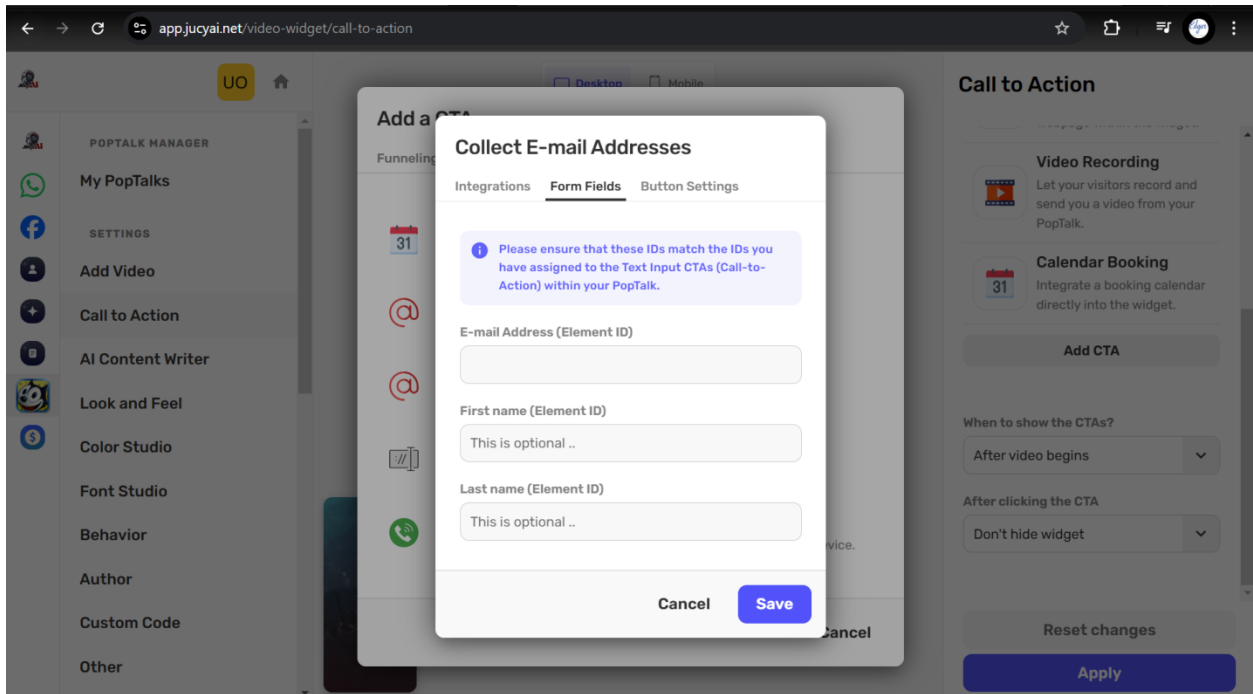 app.jucyai.net/video-widget/call-to-action
UO
Desktop
Mobile
Call to Action
POPTALK MANAGER
My PopTalks
SETTINGS
Add Video
Call to Action
AI Content Writer
Look and Feel
Color Studio
Font Studio
Behavior
Author
Custom Code
Other
Add a CTA
Funneling
31
Collect E-mail Addresses
Integrations
Form Fields
Button Settings
Please ensure that these IDs match the IDs you
have assigned to the Text Input CTAs (Call-to-
Action) within your PopTalk.
E-mail Address (Element ID)
First name (Element ID)
This is optional ..
Last name (Element ID)
This is optional ..
Cancel
Save
vice.
Cancel
Video Recording
Let your visitors record and
send you a video from your
PopTalk.
31
Calendar Booking
Integrate a booking calendar
directly into the widget.
Add CTA
When to show the CTAs?
After video begins
After clicking the CTA
Don't hide widget
Reset changes
Apply